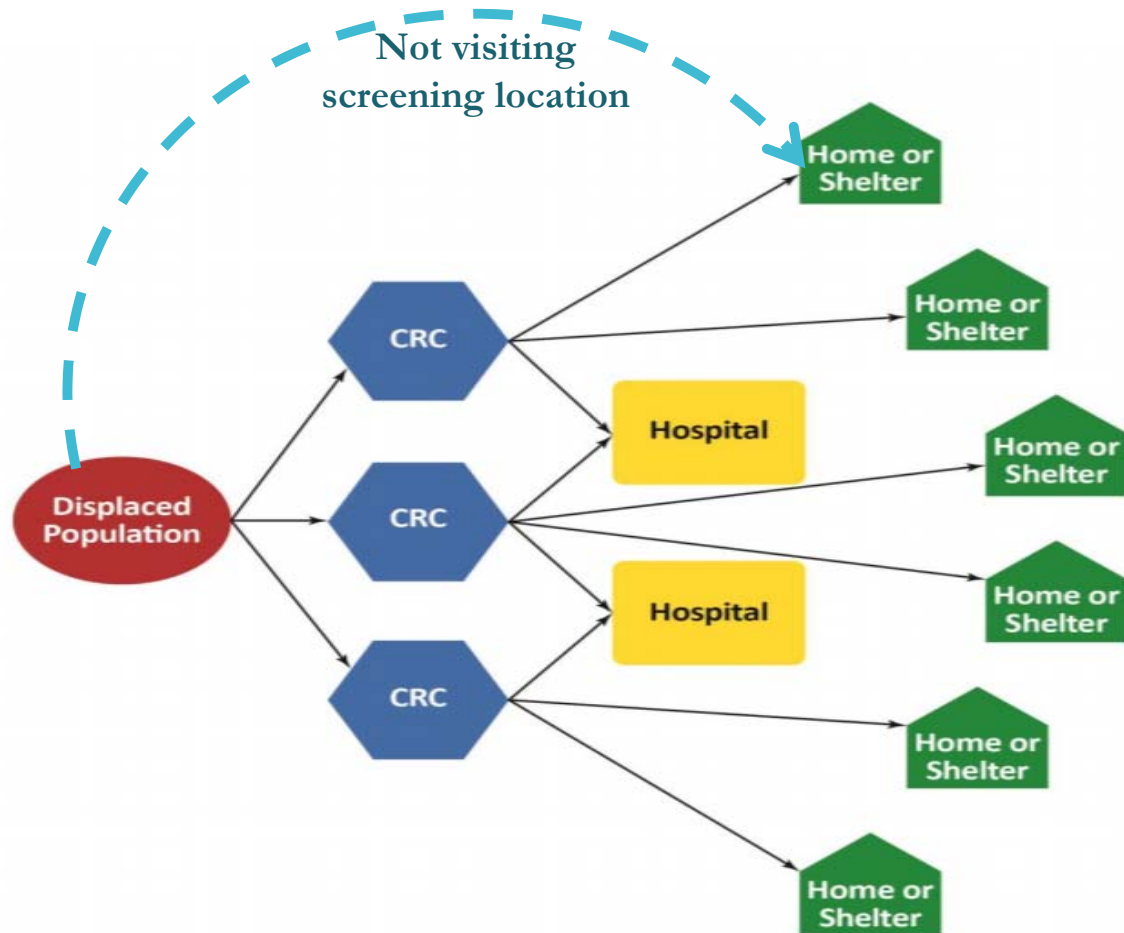 Not visiting
screening location
Home or
Shelter
Home or
Shelter
CRC
Hospital
Home or
Shelter
Displaced
Population
CRC
Home or
Shelter
Hospital
CRC
Home or
Shelter
Home or
Shelter